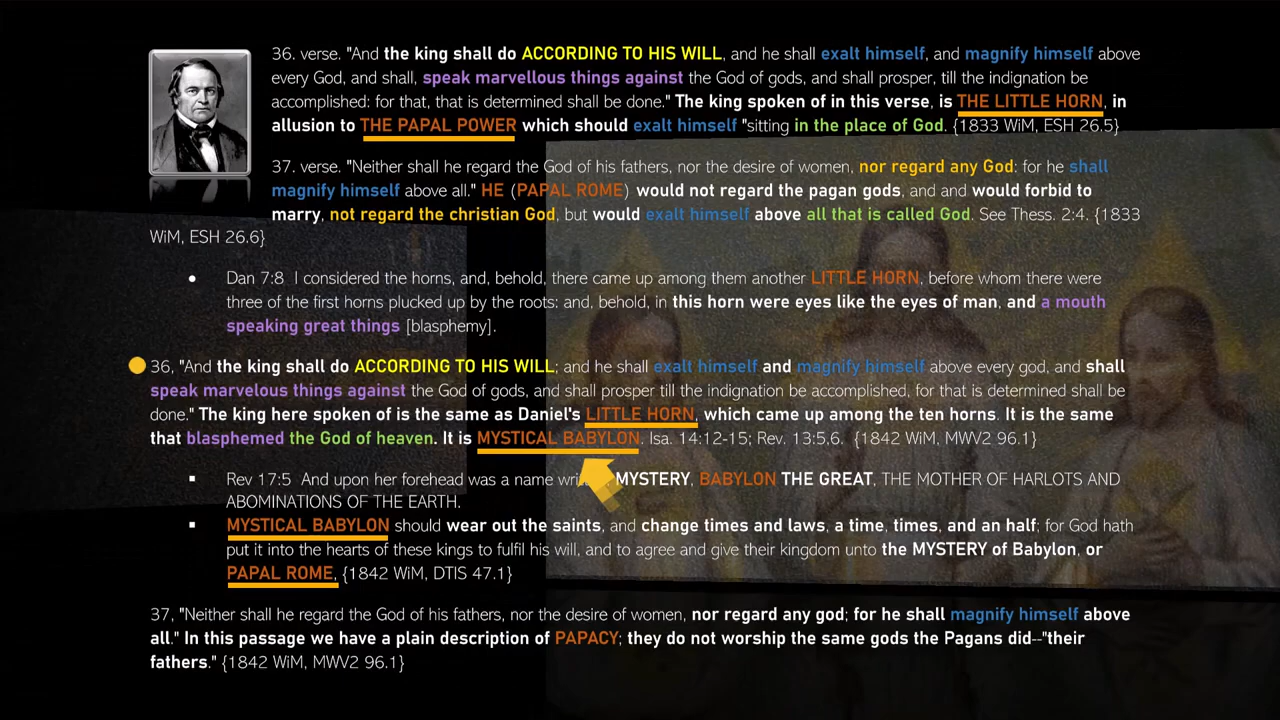 36. verse. "And the king shall do ACCORDING TO HIS WILL, and he shall exalt himself, and magnify himself above
every God, and shall, speak marvellous things against the God of gods, and shall prosper, till the indignation be
accomplished: for that, that is determined shall be done." The king spoken of in this verse, is THE LITTLE HORN, in
allusion to THE PAPAL POWER which should exalt himself "sitting in the place of God. {1833 WiM, ESH 26.5}
37. verse. "Neither shall he regard the God of his fathers, nor the desire of women, nor regard any God: for he shall
magnify himself above all." HE (PAPAL ROME) would not regard the pagan gods, and and would forbid to
marry, not regard the christian God, but would exalt himself above all that is called God. See Thess. 2:4. {1833
WiM, ESH 26.6}
• Dan 7:8 I considered the horns, and, behold, there came up among them another LITTLE HORN, before whom there were
three of the first horns plucked up by the roots: and, behold, in this horn were eyes like the eyes of man, and a mouth
speaking great things [blasphemy].
36, "And the king shall do ACCORDING TO HIS WILL; and he shall exalt himself and magnify himself above every god, and shall
speak marvelous things against the God of gods, and shall prosper till the indignation be accomplished, for that is determined shall be
done." The king here spoken of is the same as Daniel's LITTLE HORN, which came up among the ten horns. It is the same
that blasphemed the God of heaven. It is MYSTICAL BABYLON. Isa. 14:12-15; Rev. 13:5,6. {1842 WiM, MWV2 96.1}
▪ Rev 17:5 And upon her forehead was a name MYSTERY, BABYLON THE GREAT, THE MOTHER OF HARLOTS AND
ABOMINATIONS OF THE EARTH.
▪ MYSTICAL BABYLON should wear out the saints, and change times and laws, a time, times, and an half; for God hath
put it into the hearts of these kings to fulfil his will, and to agree and give their kingdom unto the MYSTERY of Babylon, or
PAPAL ROME, {1842 WiM, DTIS 47.1}
37, "Neither shall he regard the God of his fathers, nor the desire of women, nor regard any god; for he shall magnify himself above
all." In this passage we have a plain description of PAPACY; they do not worship the same gods the Pagans did--"their
fathers." {1842 WiM, MWV2 96.1}